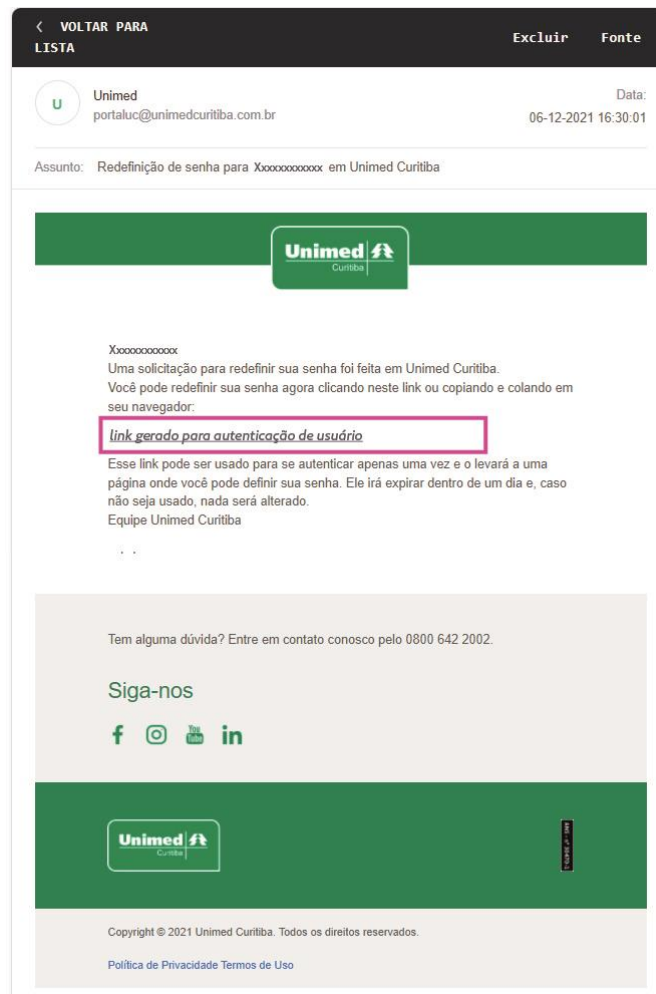 VOLTAR PARA
LISTA
Excluir Fonte
U
Unimed
portaluc@unimedcuritiba.com.br
Data:
06-12-2021 16:30:01
Assunto: Redefinição de senha para Xxxxxxxxxxx em Unimed Curitiba
Unimed
Curitiba
Xxxxxxxxxxx
Uma solicitação para redefinir sua senha foi feita em Unimed Curitiba.
Você pode redefinir sua senha agora clicando neste link ou copiando e colando em
seu navegador:
link gerado para autenticação de usuário
Esse link pode ser usado para se autenticar apenas uma vez e o levará a uma
página onde você pode definir sua senha. Ele irá expirar dentro de um dia e, caso
não seja usado, nada será alterado.
Equipe Unimed Curitiba
. .
Tem alguma dúvida? Entre em contato conosco pelo 0800 642 2002.
Siga-nos
You Tube
Unimed
Curitiba
ANS - nº 30470-1
Copyright © 2021 Unimed Curitiba. Todos os direitos reservados.
Política de Privacidade Termos de Uso